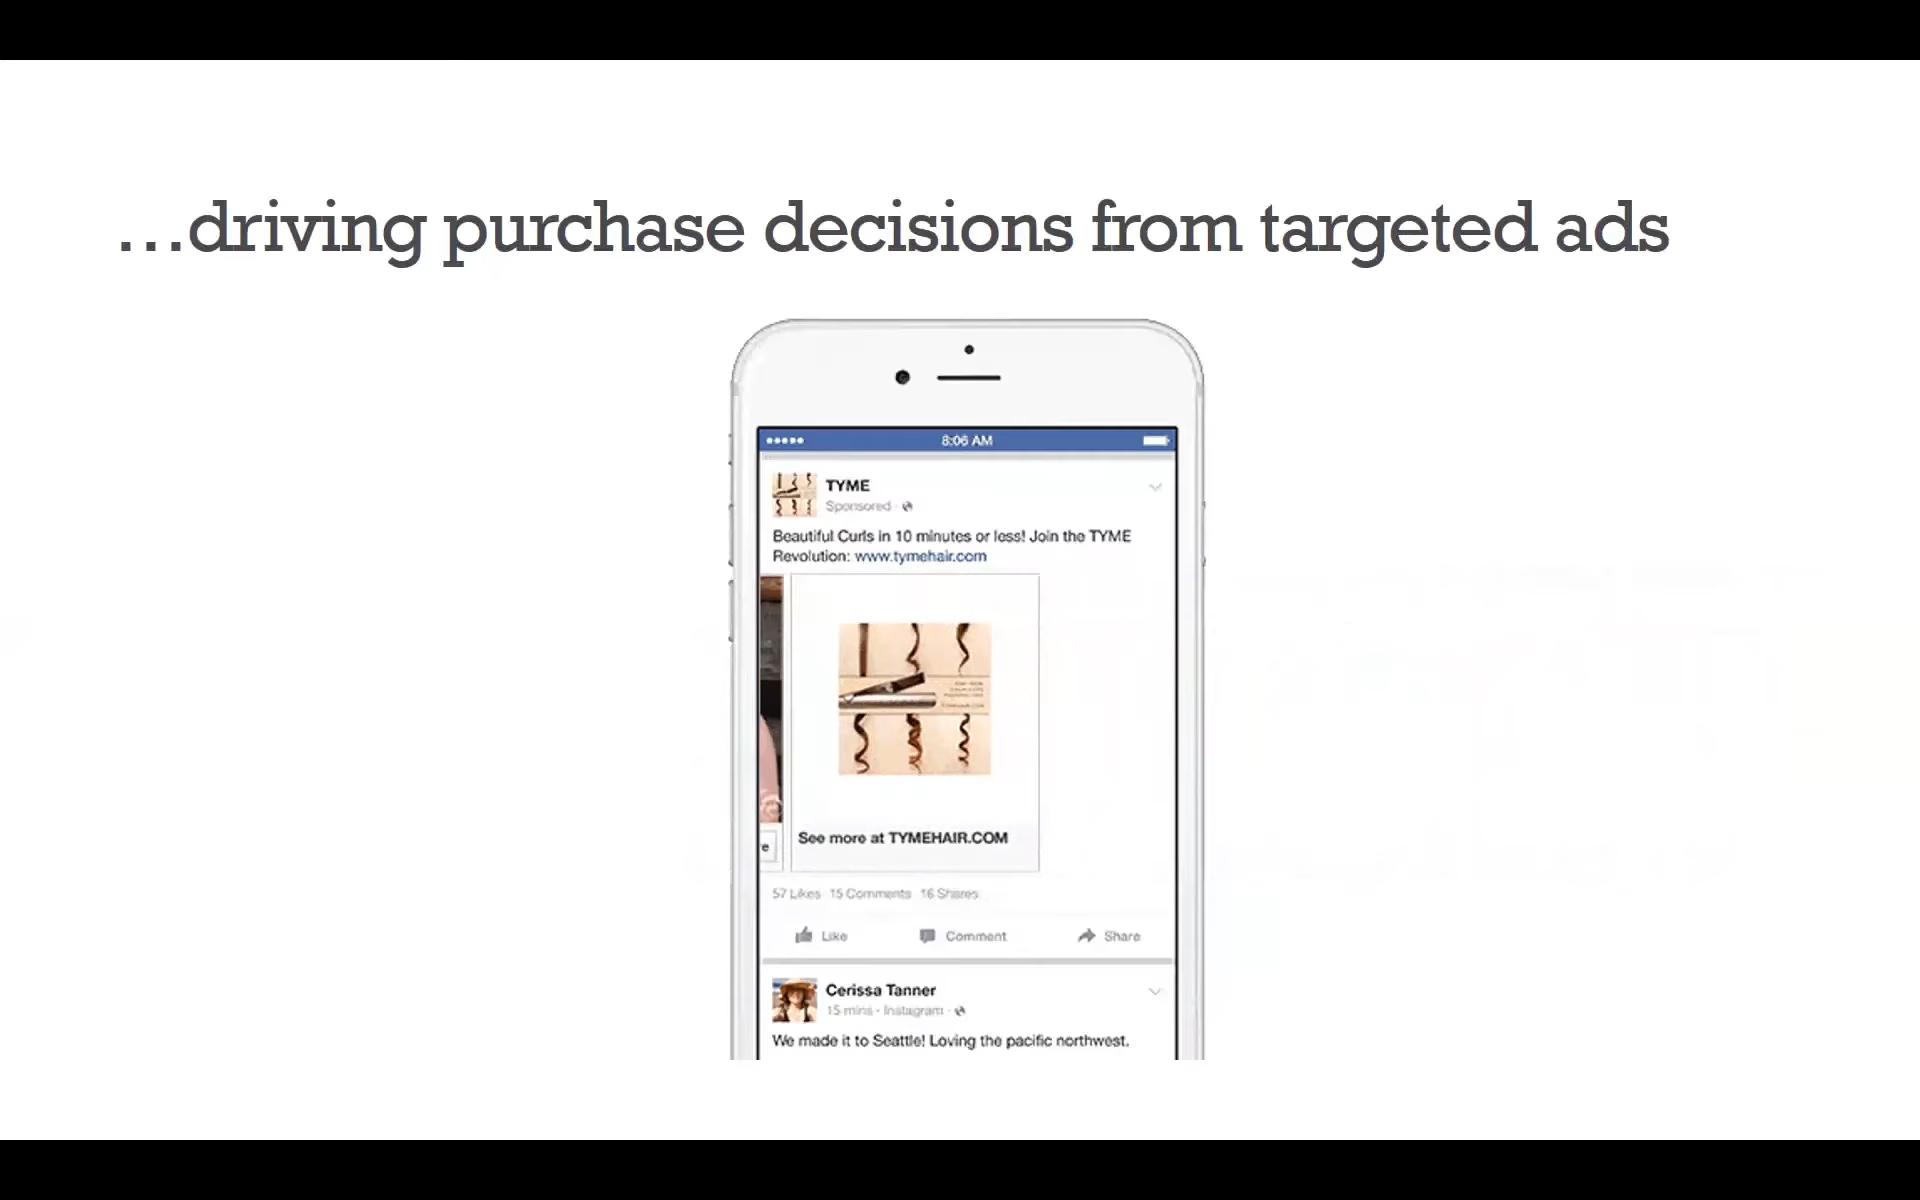 ...driving purchase decisions from targeted ads
8:06 AM
TYME
Sponsored ·
Beautiful Curls in 10 minutes or less! Join the TYME
Revolution: www.tymehair.com
See more at TYMEHAIR.COM
57 Likes 15 Comments 16 Shares
Like Comment Share
Cerissa Tanner
15 mins · Instagram ·
We made it to Seattle! Loving the pacific northwest.